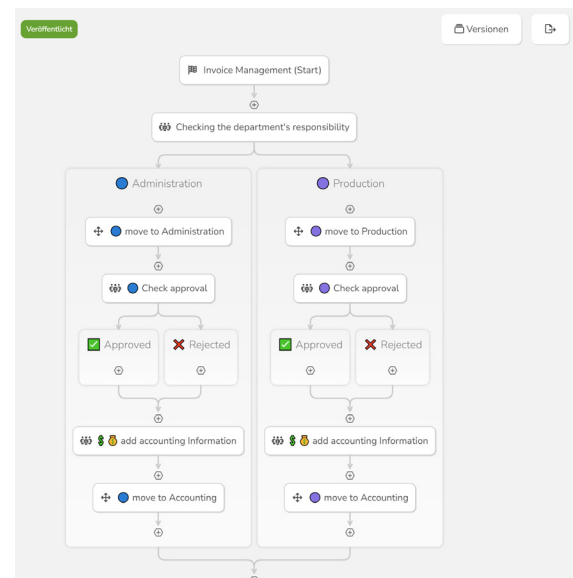 Veröffentlicht
Versionen
Invoice Management (Start)
Checking the department's responsibility
Administration
Production
move to Administration
move to Production
Check approval
Check approval
Approved
Rejected
Approved
Rejected
add accounting Information
add accounting Information
move to Accounting
move to Accounting